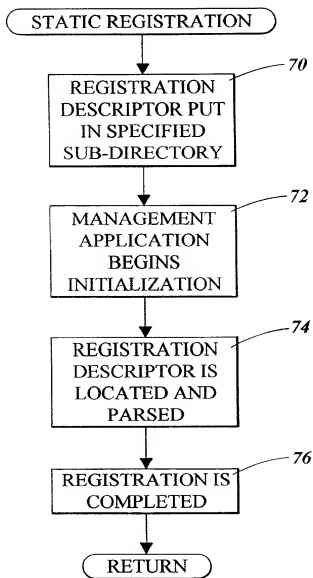 STATIC REGISTRATION
70
REGISTRATION
DESCRIPTOR PUT
IN SPECIFIED
SUB-DIRECTORY
72
MANAGEMENT
APPLICATION
BEGINS
INITIALIZATION
74
REGISTRATION
DESCRIPTOR IS
LOCATED AND
PARSED
76
REGISTRATION IS
COMPLETED
RETURN